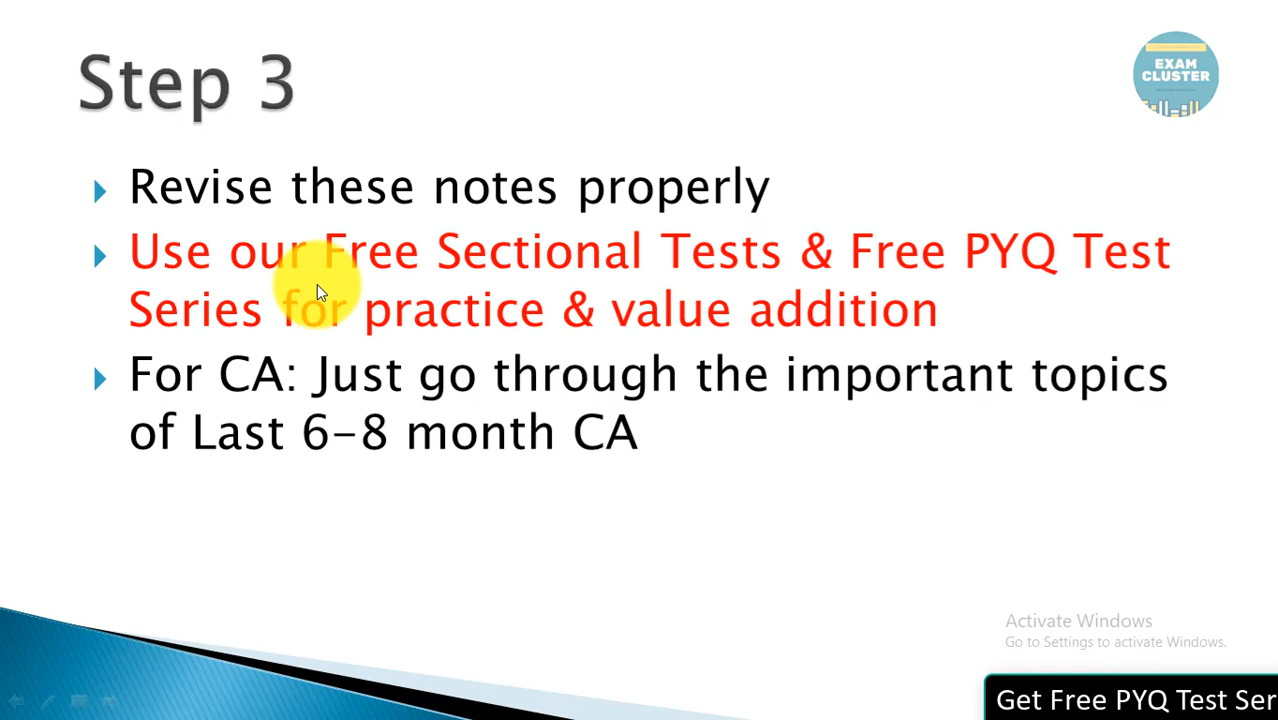 Step 3
EXAM
CLUSTER
Revise these notes properly
Use our Free Sectional Tests & Free PYQ Test
Series for practice & value addition
For CA: Just go through the important topics
of Last 6-8 month CA
Activate Windows
Go to Settings to activate Windows.
Get Free PYQ Test Ser